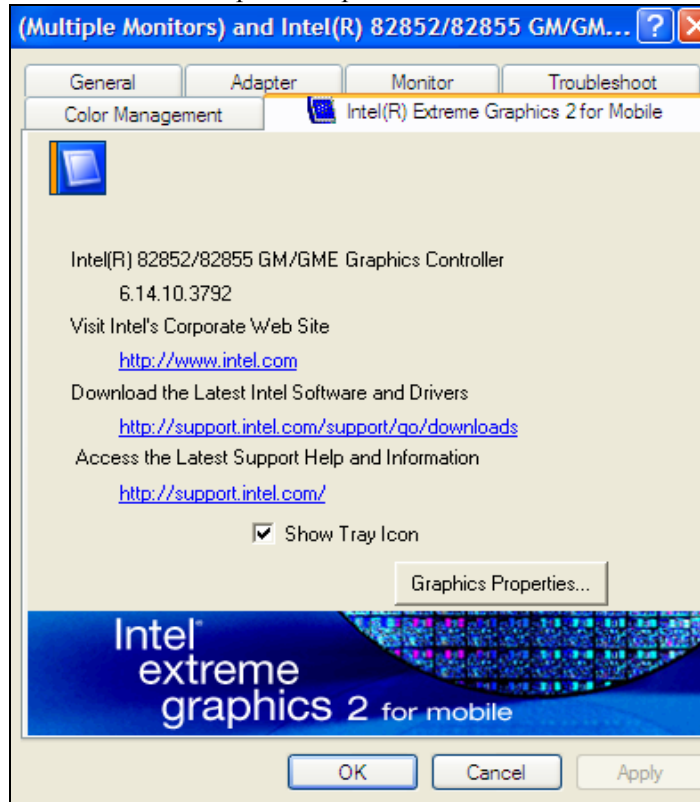 (Multiple Monitors) and Intel(R) 82852/82855 GM/GM...
General Adapter Monitor Troubleshoot
Color Management Intel(R) Extreme Graphics 2 for Mobile
Intel(R) 82852/82855 GM/GME Graphics Controller
6.14.10.3792
Visit Intel's Corporate Web Site
http://www.intel.com
Download the Latest Intel Software and Drivers
http://support.intel.com/support/go/downloads
Access the Latest Support Help and Information
http://support.intel.com/
Show Tray Icon
Graphics Properties...
Intel®
extreme
graphics 2 for mobile
OK Cancel Apply